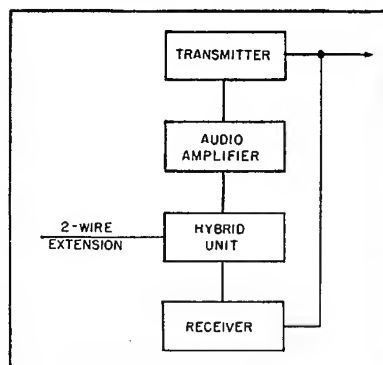 TRANSMITTER
AUDIO
AMPLIFIER
2-WIRE
EXTENSION
HYBRID
UNIT
RECEIVER